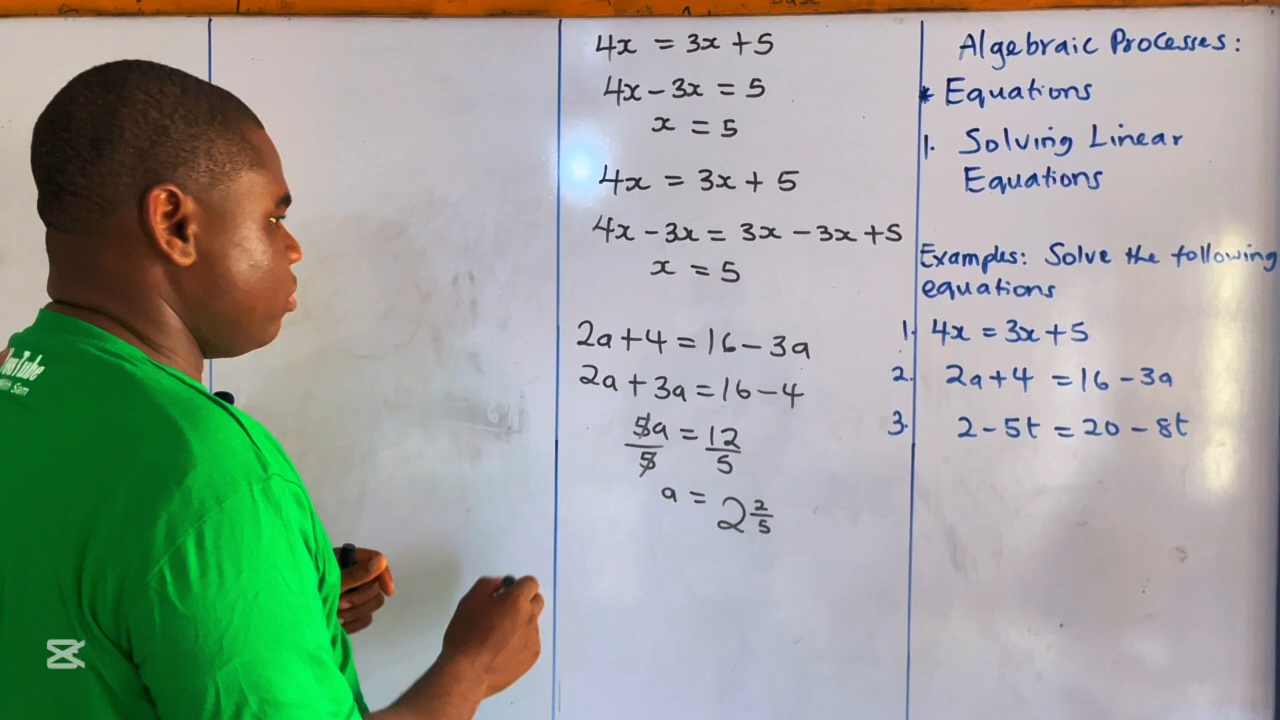 4x = 3x + 5
4x - 3x = 5
x = 5
4x = 3x + 5
4x - 3x = 3x - 3x + 5
x = 5
2a + 4 = 16 - 3a
2a + 3a = 16 - 4
5a/5 = 12/5
a = 2 2/5
Algebraic Processes:
* Equations
1. Solving Linear
Equations
Examples: Solve the following
equations
1. 4x = 3x + 5
2. 2a + 4 = 16 - 3a
3. 2 - 5t = 20 - 8t
YouTube
With Sam